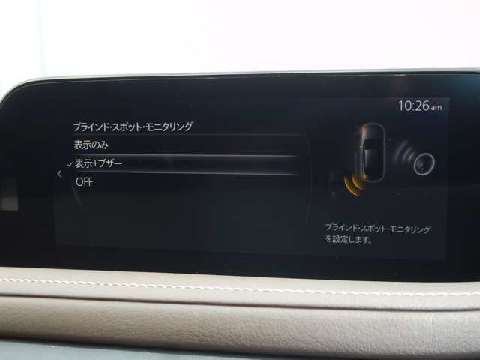 10:26am
ブラインド・スポット・モニタリング
表示のみ
✓表示+ブザー
OFF
ブラインド・スポット・モニタリング
を設定します。